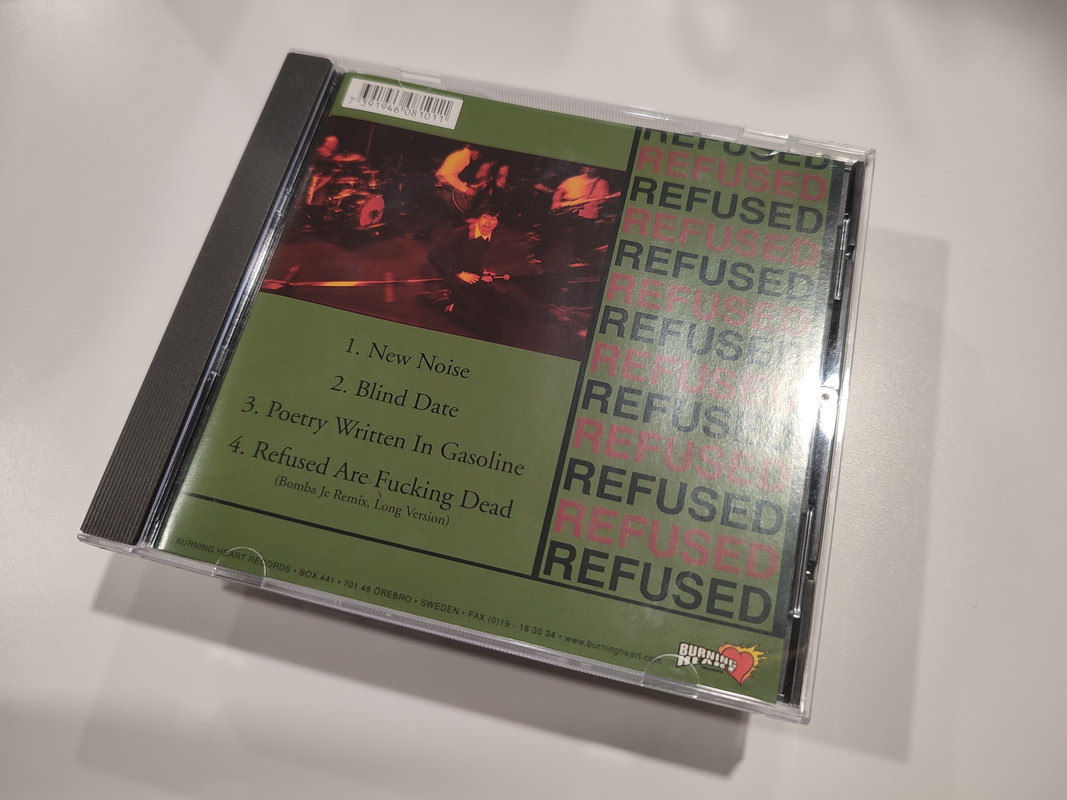 7 391946 081011
REFUSED
REFUSED
REFUSED
REFUSED
REFUSED
REFUSED
REFUSED
REFUSED
REFUSED
REFUSED
REFUSED
REFUSED
REFUSED
1. New Noise
2. Blind Date
3. Poetry Written In Gasoline
4. Refused Are Fucking Dead
(Bomba Je Remix, Long Version)
BURNING HEART RECORDS • BOX 441 • 701 48 ÖREBRO • SWEDEN • FAX (0)19 - 18 30 34 • www.burningheart.com
BURNING
HEART